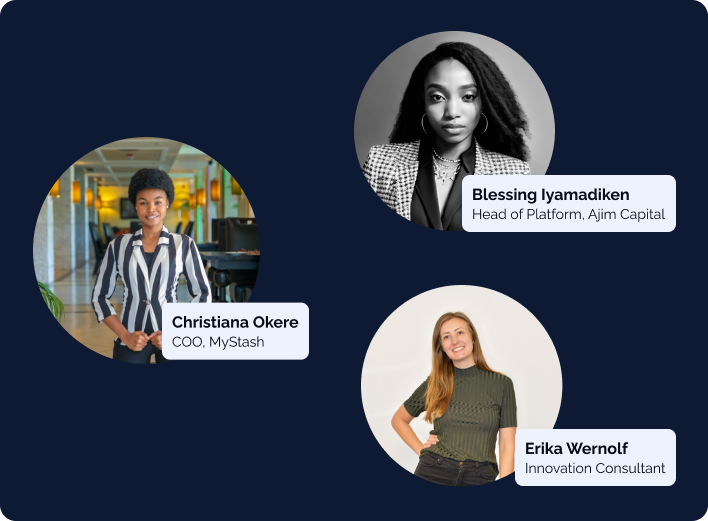 Blessing Iyamadiken
Head of Platform, Ajim Capital
Christiana Okere
COO, MyStash
Erika Wernolf
Innovation Consultant